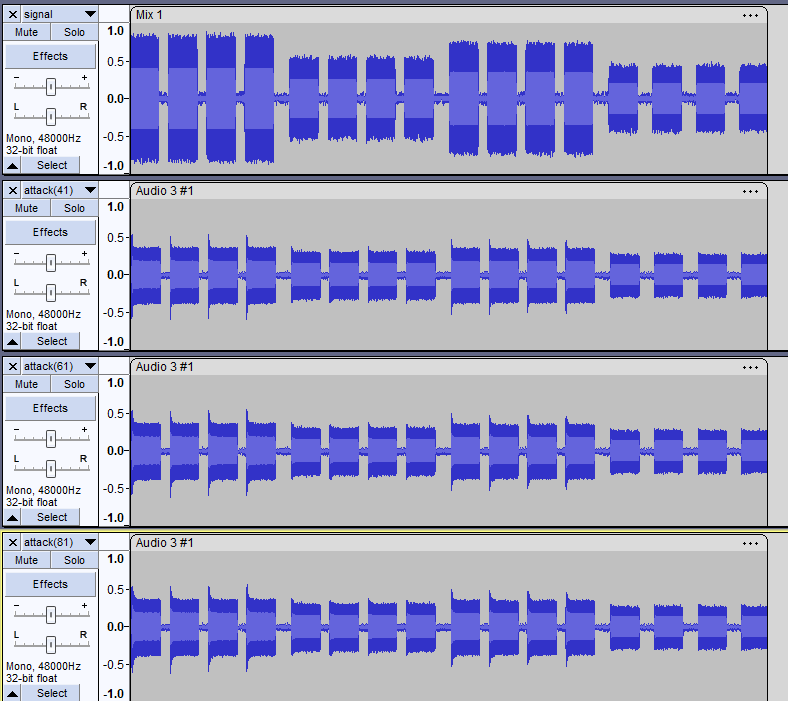 signal
Mix 1
Mute Solo
Effects
- +
L R
Mono, 48000Hz
32-bit float
Select
1.0
0.5-
0.0-
-0.5-
-1.0
attack(41)
Audio 3 #1
Mute Solo
Effects
- +
L R
Mono, 48000Hz
32-bit float
Select
1.0
0.5-
0.0-
-0.5-
-1.0
attack(61)
Audio 3 #1
Mute Solo
Effects
- +
L R
Mono, 48000Hz
32-bit float
Select
1.0
0.5-
0.0-
-0.5-
-1.0
attack(81)
Audio 3 #1
Mute Solo
Effects
- +
L R
Mono, 48000Hz
32-bit float
Select
1.0
0.5-
0.0-
-0.5-
-1.0